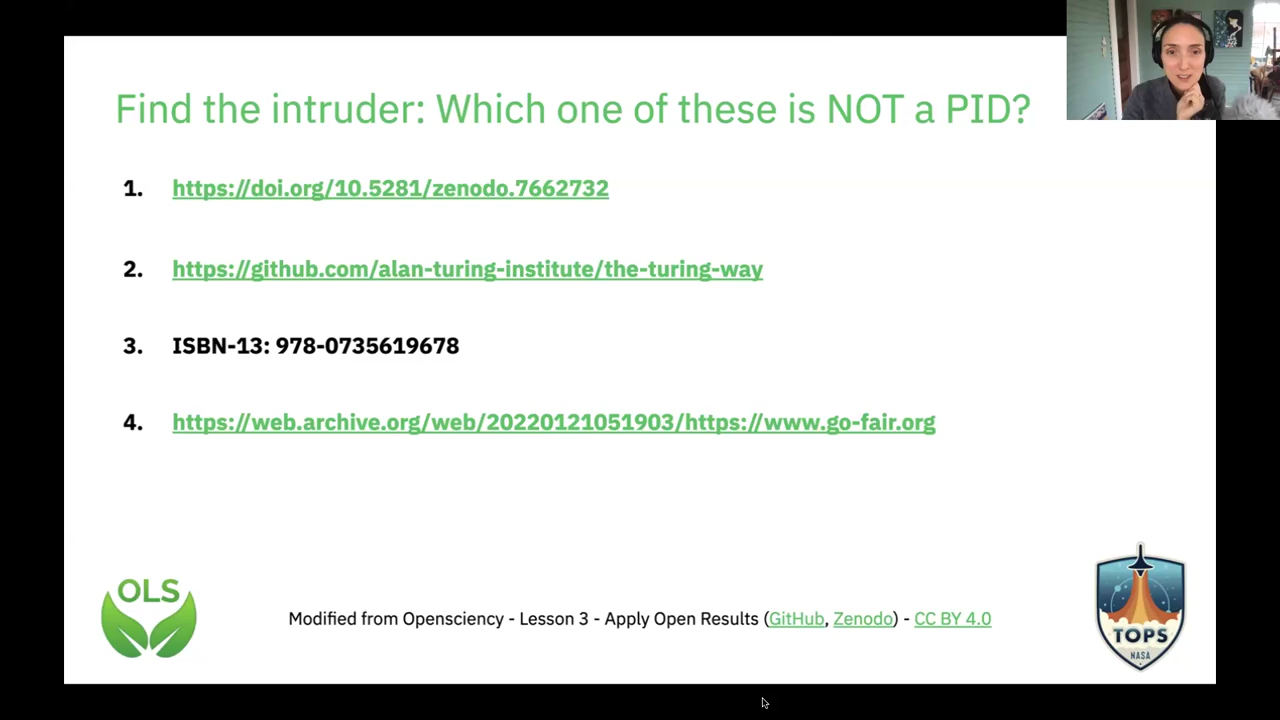 Find the intruder: Which one of these is NOT a PID?
1. https://doi.org/10.5281/zenodo.7662732
2. https://github.com/alan-turing-institute/the-turing-way
3. ISBN-13: 978-0735619678
4. https://web.archive.org/web/20220121051903/https://www.go-fair.org
OLS
Modified from Opensciency - Lesson 3 - Apply Open Results (GitHub, Zenodo) - CC BY 4.0
TOPS
NASA